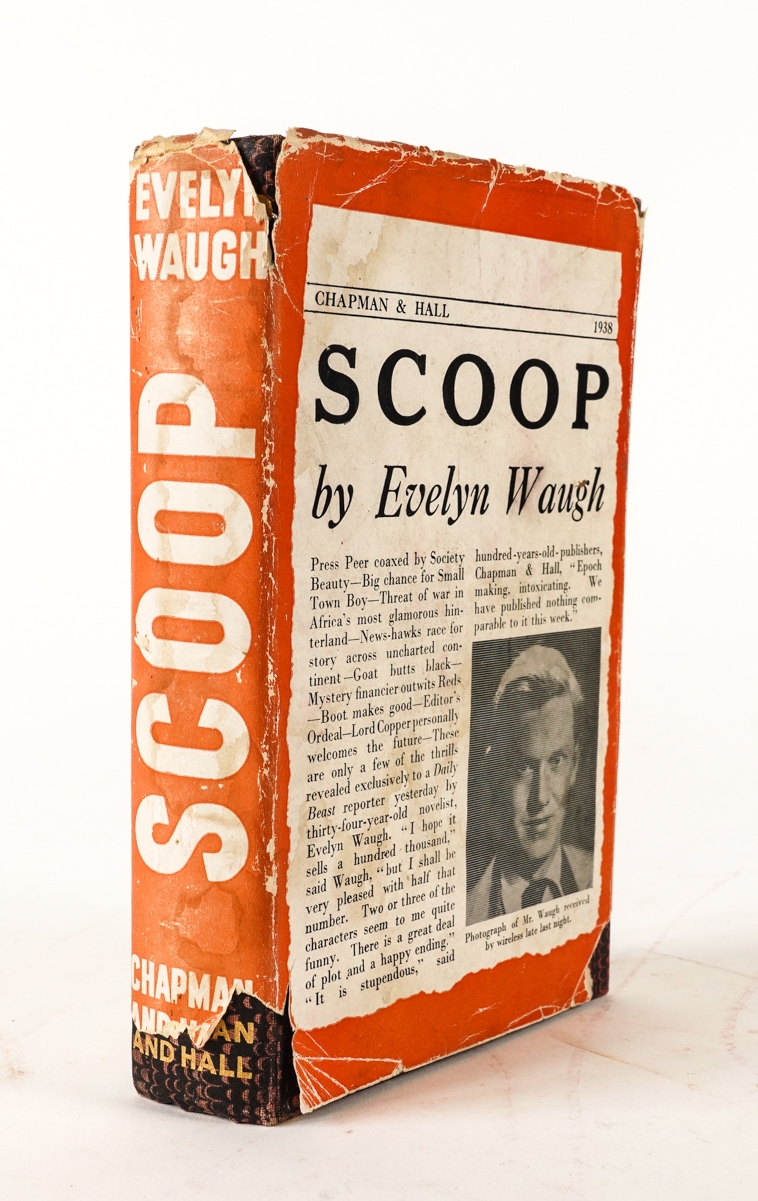 EVELYN
WAUGH
SCOOP
CHAPMAN
AND HALL
CHAPMAN & HALL
1938
SCOOP
by Evelyn Waugh
Press Peer coaxed by Society
Beauty—Big chance for Small
Town Boy—Threat of war in
Africa's most glamorous hin-
terland—News-hawks race for
story across uncharted con-
tinent—Goat butts black—
Mystery financier outwits Reds
—Boot makes good—Editor's
Ordeal—Lord Copper personally
welcomes the future—These
are only a few of the thrills
revealed exclusively to a Daily
Beast reporter yesterday by
thirty-four-year-old novelist,
Evelyn Waugh. "I hope it
sells a hundred thousand,"
said Waugh, "but I shall be
very pleased with half that
number. Two or three of the
characters seem to me quite
funny. There is a great deal
of plot and a happy ending."
"It is stupendous," said
hundred-years-old-publishers,
Chapman & Hall, "Epoch
making, intoxicating. We
have published nothing com-
parable to it this week."
Photograph of Mr. Waugh received
by wireless late last night.